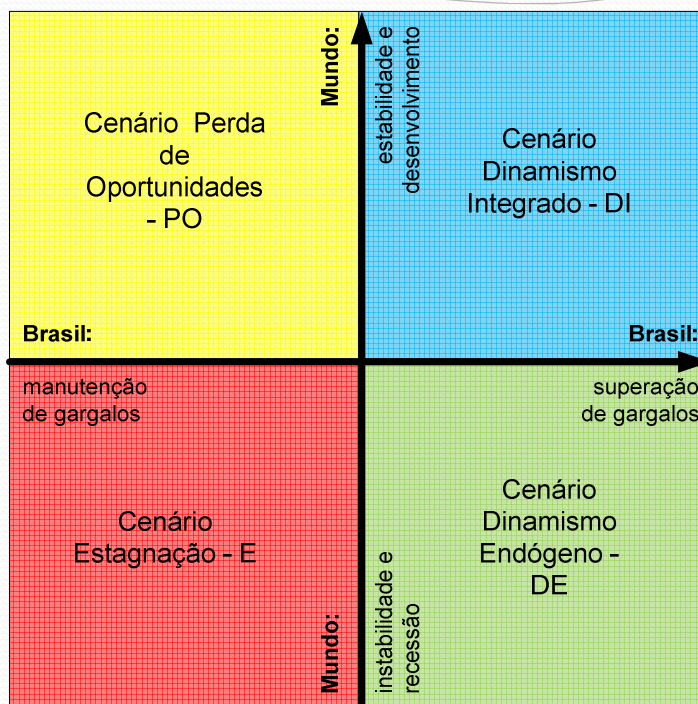 Cenário Perda
de
Oportunidades
- PO
Mundo:
estabilidade e
desenvolvimento
Cenário
Dinamismo
Integrado - DI
Brasil:
Brasil:
manutenção
de gargalos
superação
de gargalos
Cenário
Estagnação - E
Mundo:
instabilidade e
recessão
Cenário
Dinamismo
Endógeno -
DE